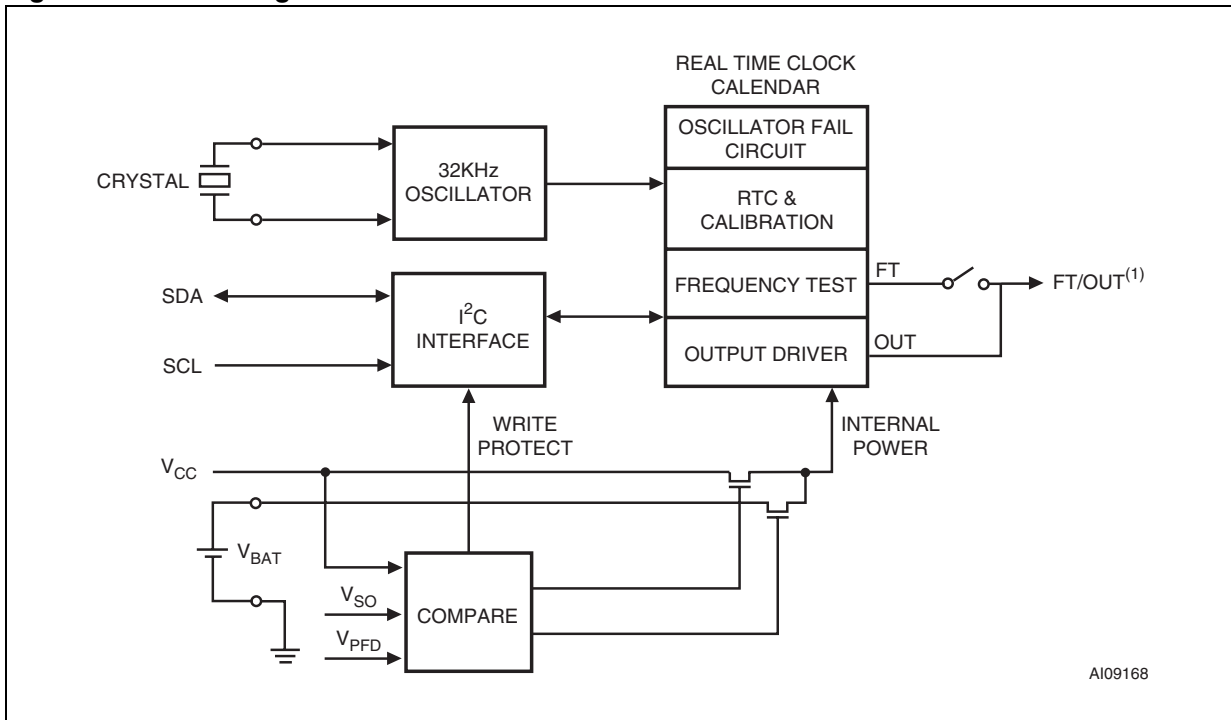 REAL TIME CLOCK
CALENDAR
OSCILLATOR FAIL
CIRCUIT
CRYSTAL
32KHz
OSCILLATOR
RTC &
CALIBRATION
FREQUENCY TEST
FT
FT/OUT(1)
SDA
I2C
INTERFACE
SCL
OUTPUT DRIVER
OUT
WRITE
PROTECT
INTERNAL
POWER
VCC
VBAT
VSO
COMPARE
VPFD
AI09168